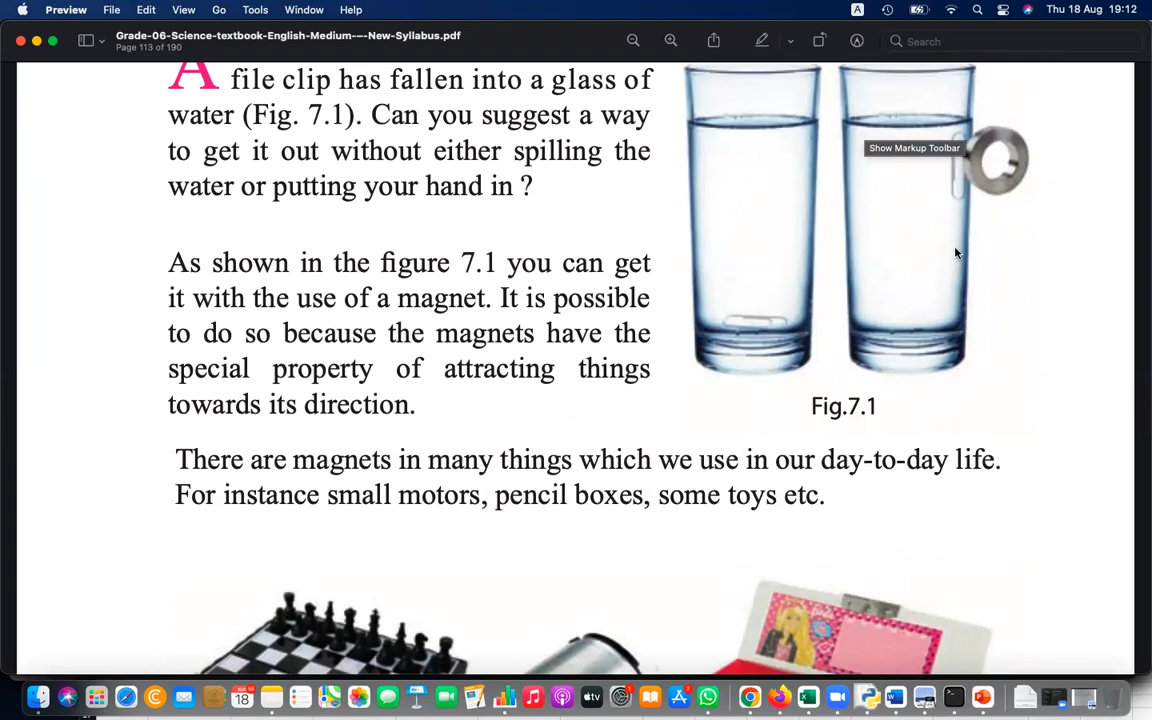 Preview File Edit View Go Tools Window Help A Thu 18 Aug 19:12
Grade-06-Science-textbook-English-Medium-–-New-Syllabus.pdf
Page 113 of 190
Search
A file clip has fallen into a glass of
water (Fig. 7.1). Can you suggest a way
to get it out without either spilling the
water or putting your hand in ?
Show Markup Toolbar
As shown in the figure 7.1 you can get
it with the use of a magnet. It is possible
to do so because the magnets have the
special property of attracting things
towards its direction.
Fig.7.1
There are magnets in many things which we use in our day-to-day life.
For instance small motors, pencil boxes, some toys etc.
18
tv